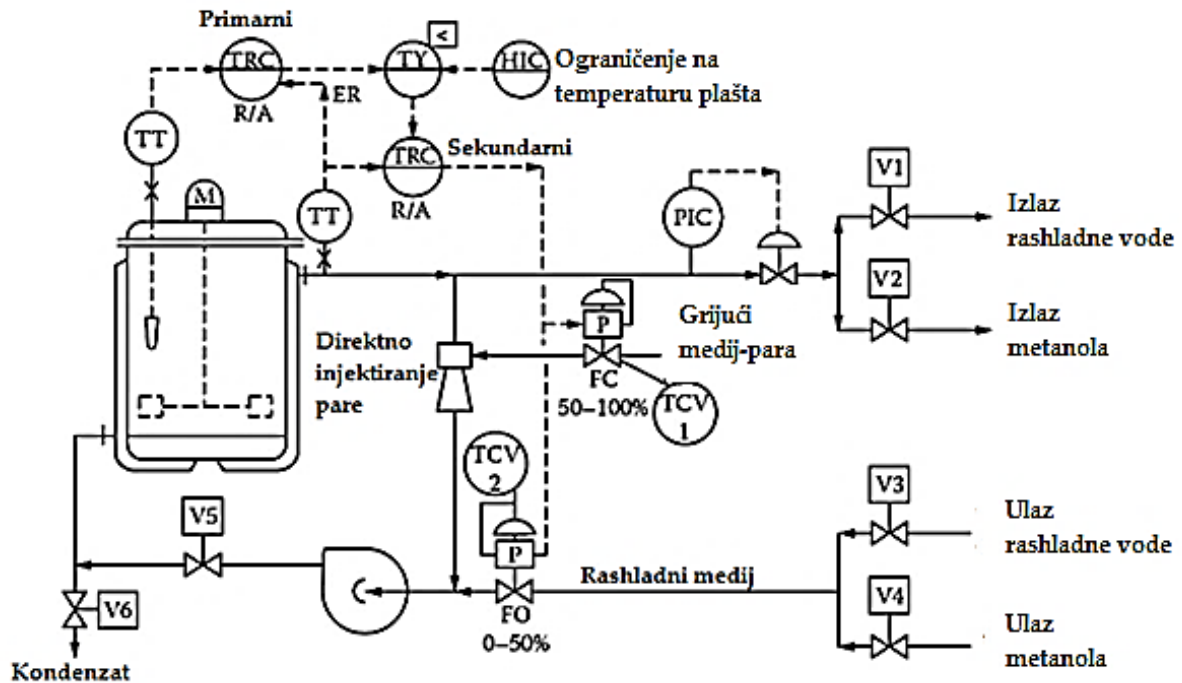 Primarni
TRC
R/A
TY
<
HIC
Ograničenje na
temperaturu plašta
ER
TT
TRC
Sekundarni
R/A
TT
M
PIC
V1
Izlaz
rashladne vode
V2
Izlaz
metanola
P
Grijući
medij-para
FC
50–100%
TCV
1
Direktno
injektiranje
pare
TCV
2
P
FO
0–50%
Rashladni medij
V3
Ulaz
rashladne vode
V4
Ulaz
metanola
V5
V6
Kondenzat